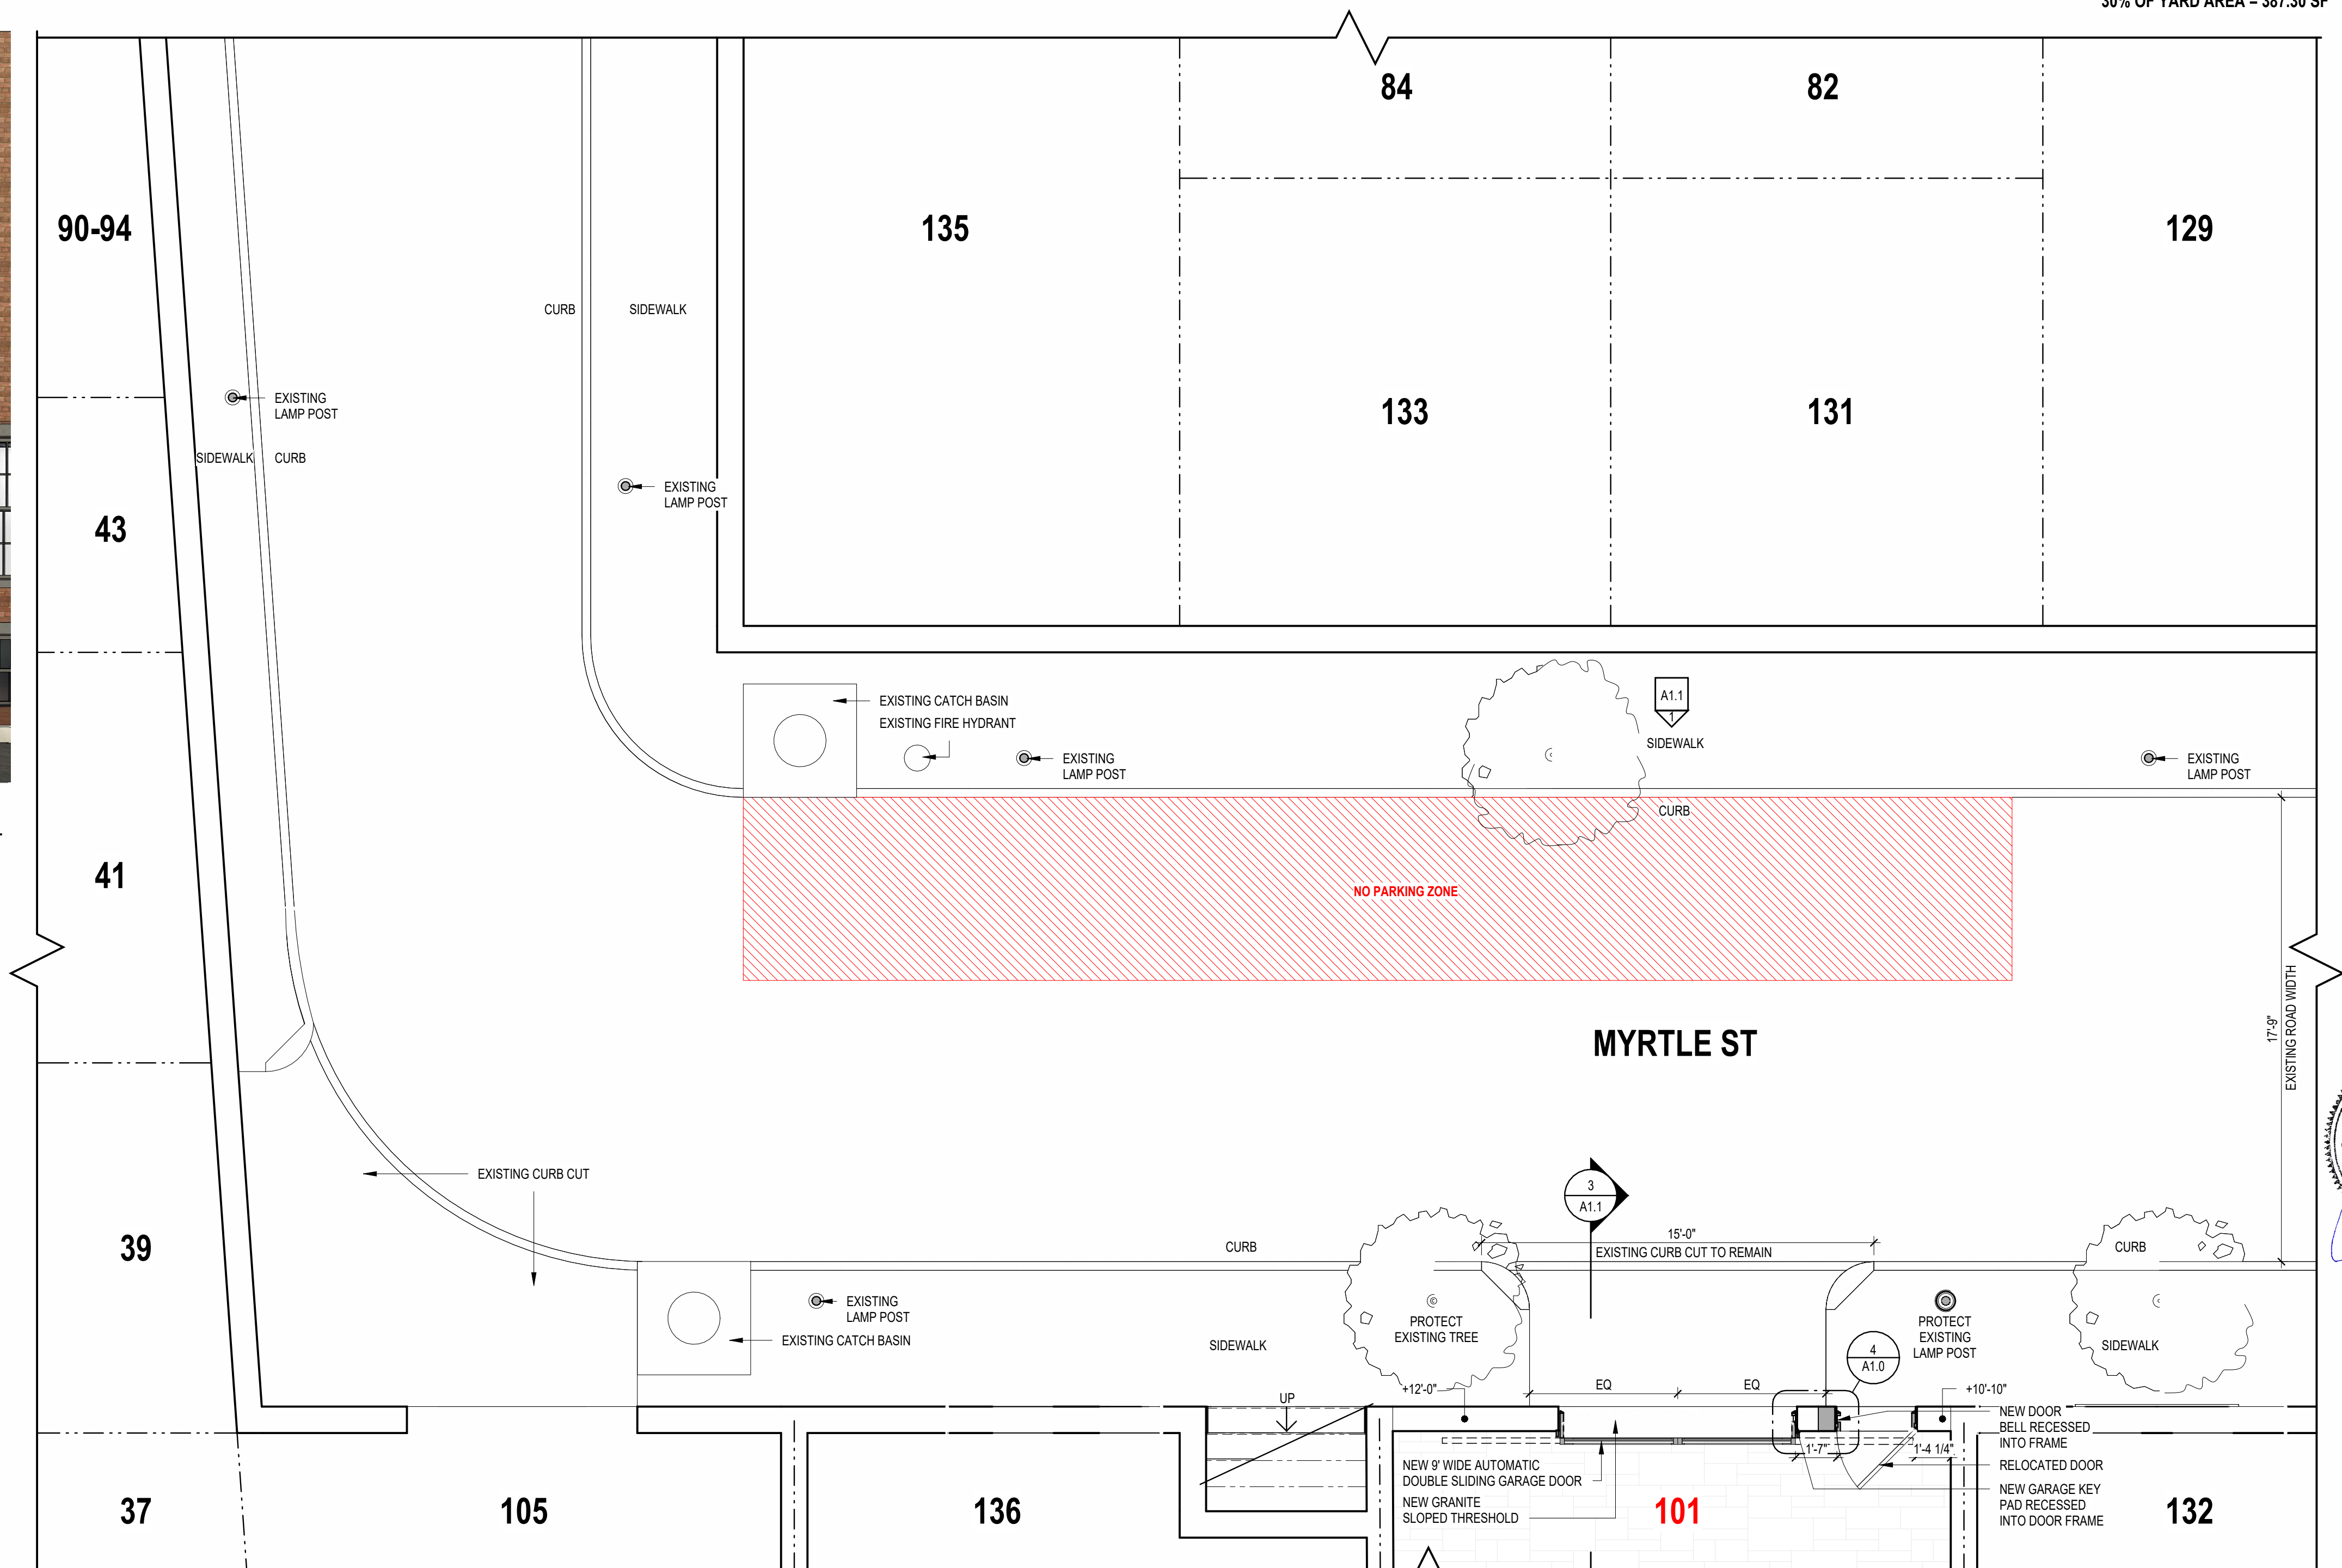 30% OF YARD AREA = 387.30 SF
84
82
90-94
135
129
CURB
SIDEWALK
EXISTING
LAMP POST
133
131
SIDEWALK
CURB
EXISTING
LAMP POST
43
EXISTING CATCH BASIN
EXISTING FIRE HYDRANT
EXISTING
LAMP POST
A1.1
1
SIDEWALK
EXISTING
LAMP POST
CURB
41
NO PARKING ZONE
MYRTLE ST
17'-9"
EXISTING ROAD WIDTH
EXISTING CURB CUT
3
A1.1
39
CURB
15'-0"
EXISTING CURB CUT TO REMAIN
CURB
EXISTING
LAMP POST
EXISTING CATCH BASIN
SIDEWALK
PROTECT
EXISTING TREE
PROTECT
EXISTING
LAMP POST
SIDEWALK
4
A1.0
UP
+12'-0"
EQ
EQ
+10'-10"
NEW DOOR
BELL RECESSED
INTO FRAME
1'-7"
1'-4 1/4"
RELOCATED DOOR
NEW 9' WIDE AUTOMATIC
DOUBLE SLIDING GARAGE DOOR
NEW GRANITE
SLOPED THRESHOLD
NEW GARAGE KEY
PAD RECESSED
INTO DOOR FRAME
37
105
136
101
132